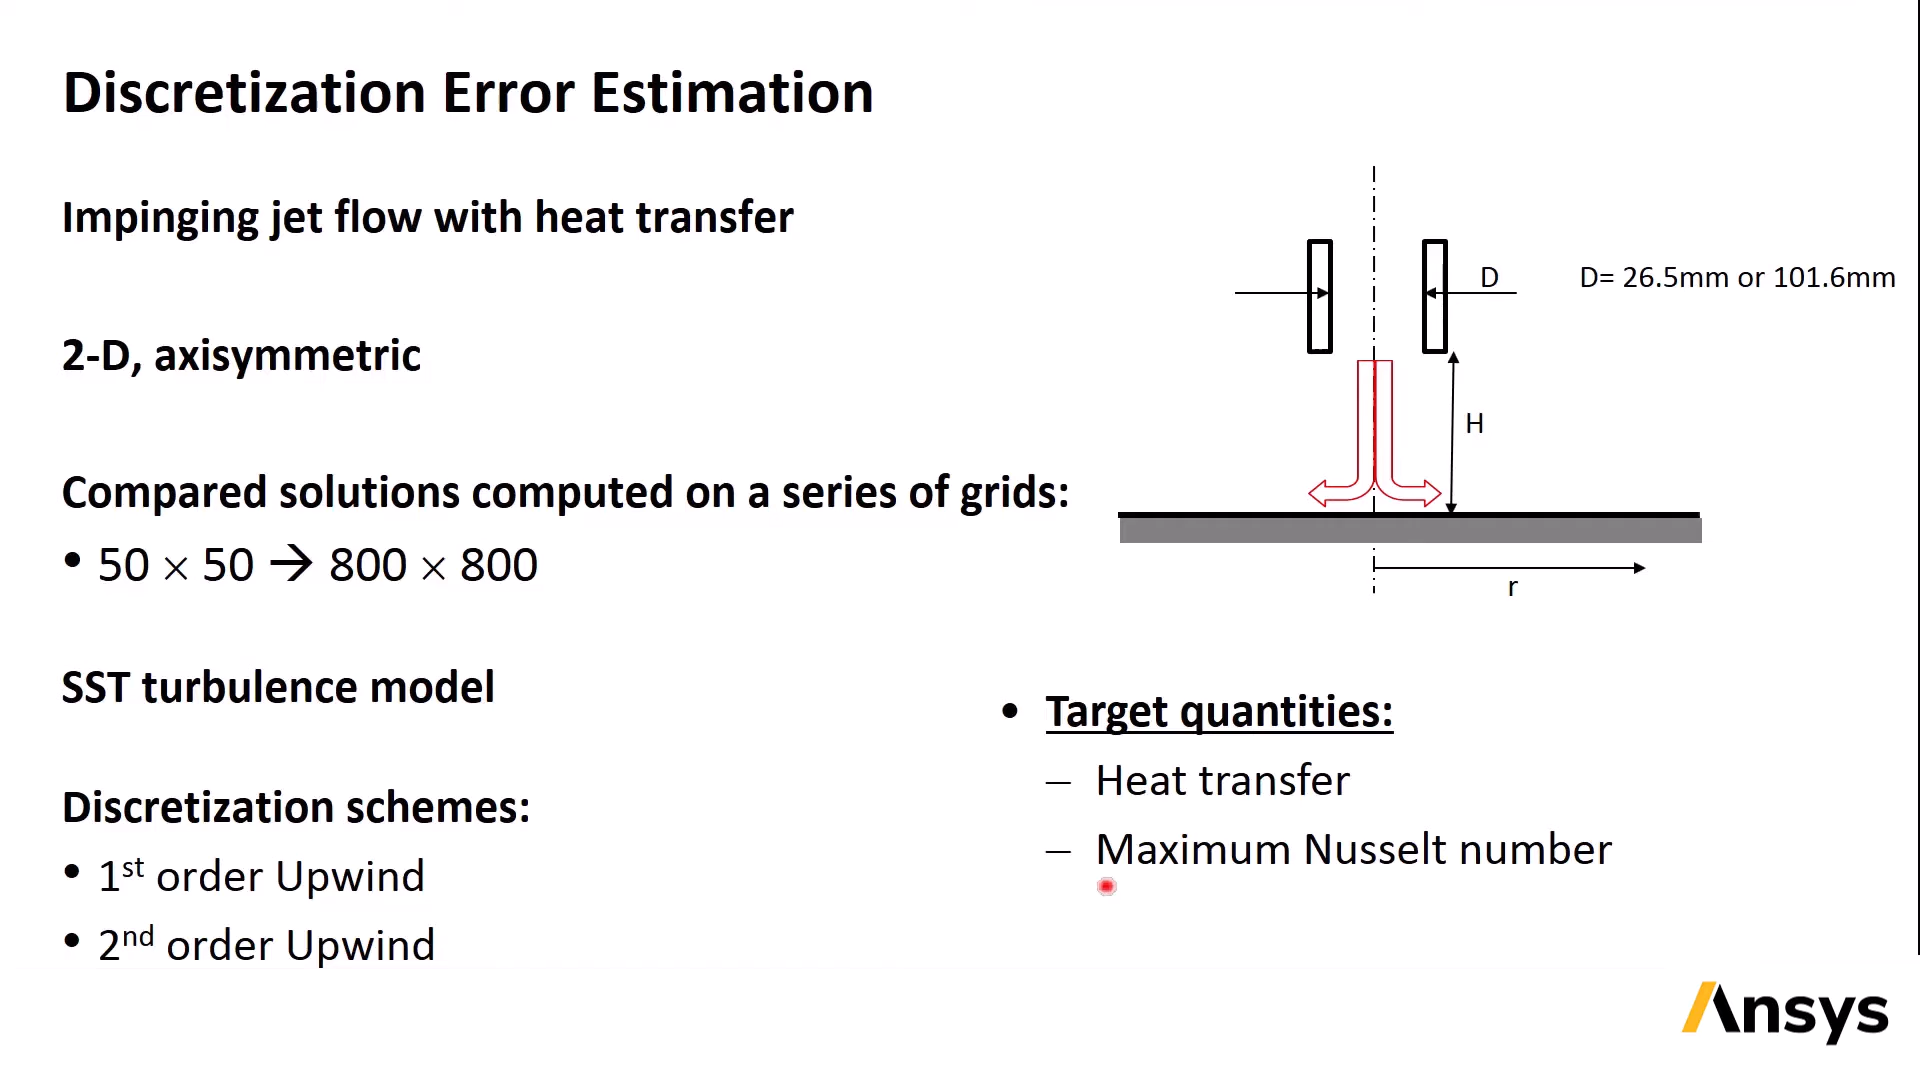 Discretization Error Estimation
Impinging jet flow with heat transfer
2-D, axisymmetric
Compared solutions computed on a series of grids:
• 50 × 50 → 800 × 800
SST turbulence model
Discretization schemes:
• 1st order Upwind
• 2nd order Upwind
D
D= 26.5mm or 101.6mm
H
r
• Target quantities:
– Heat transfer
– Maximum Nusselt number
Ansys